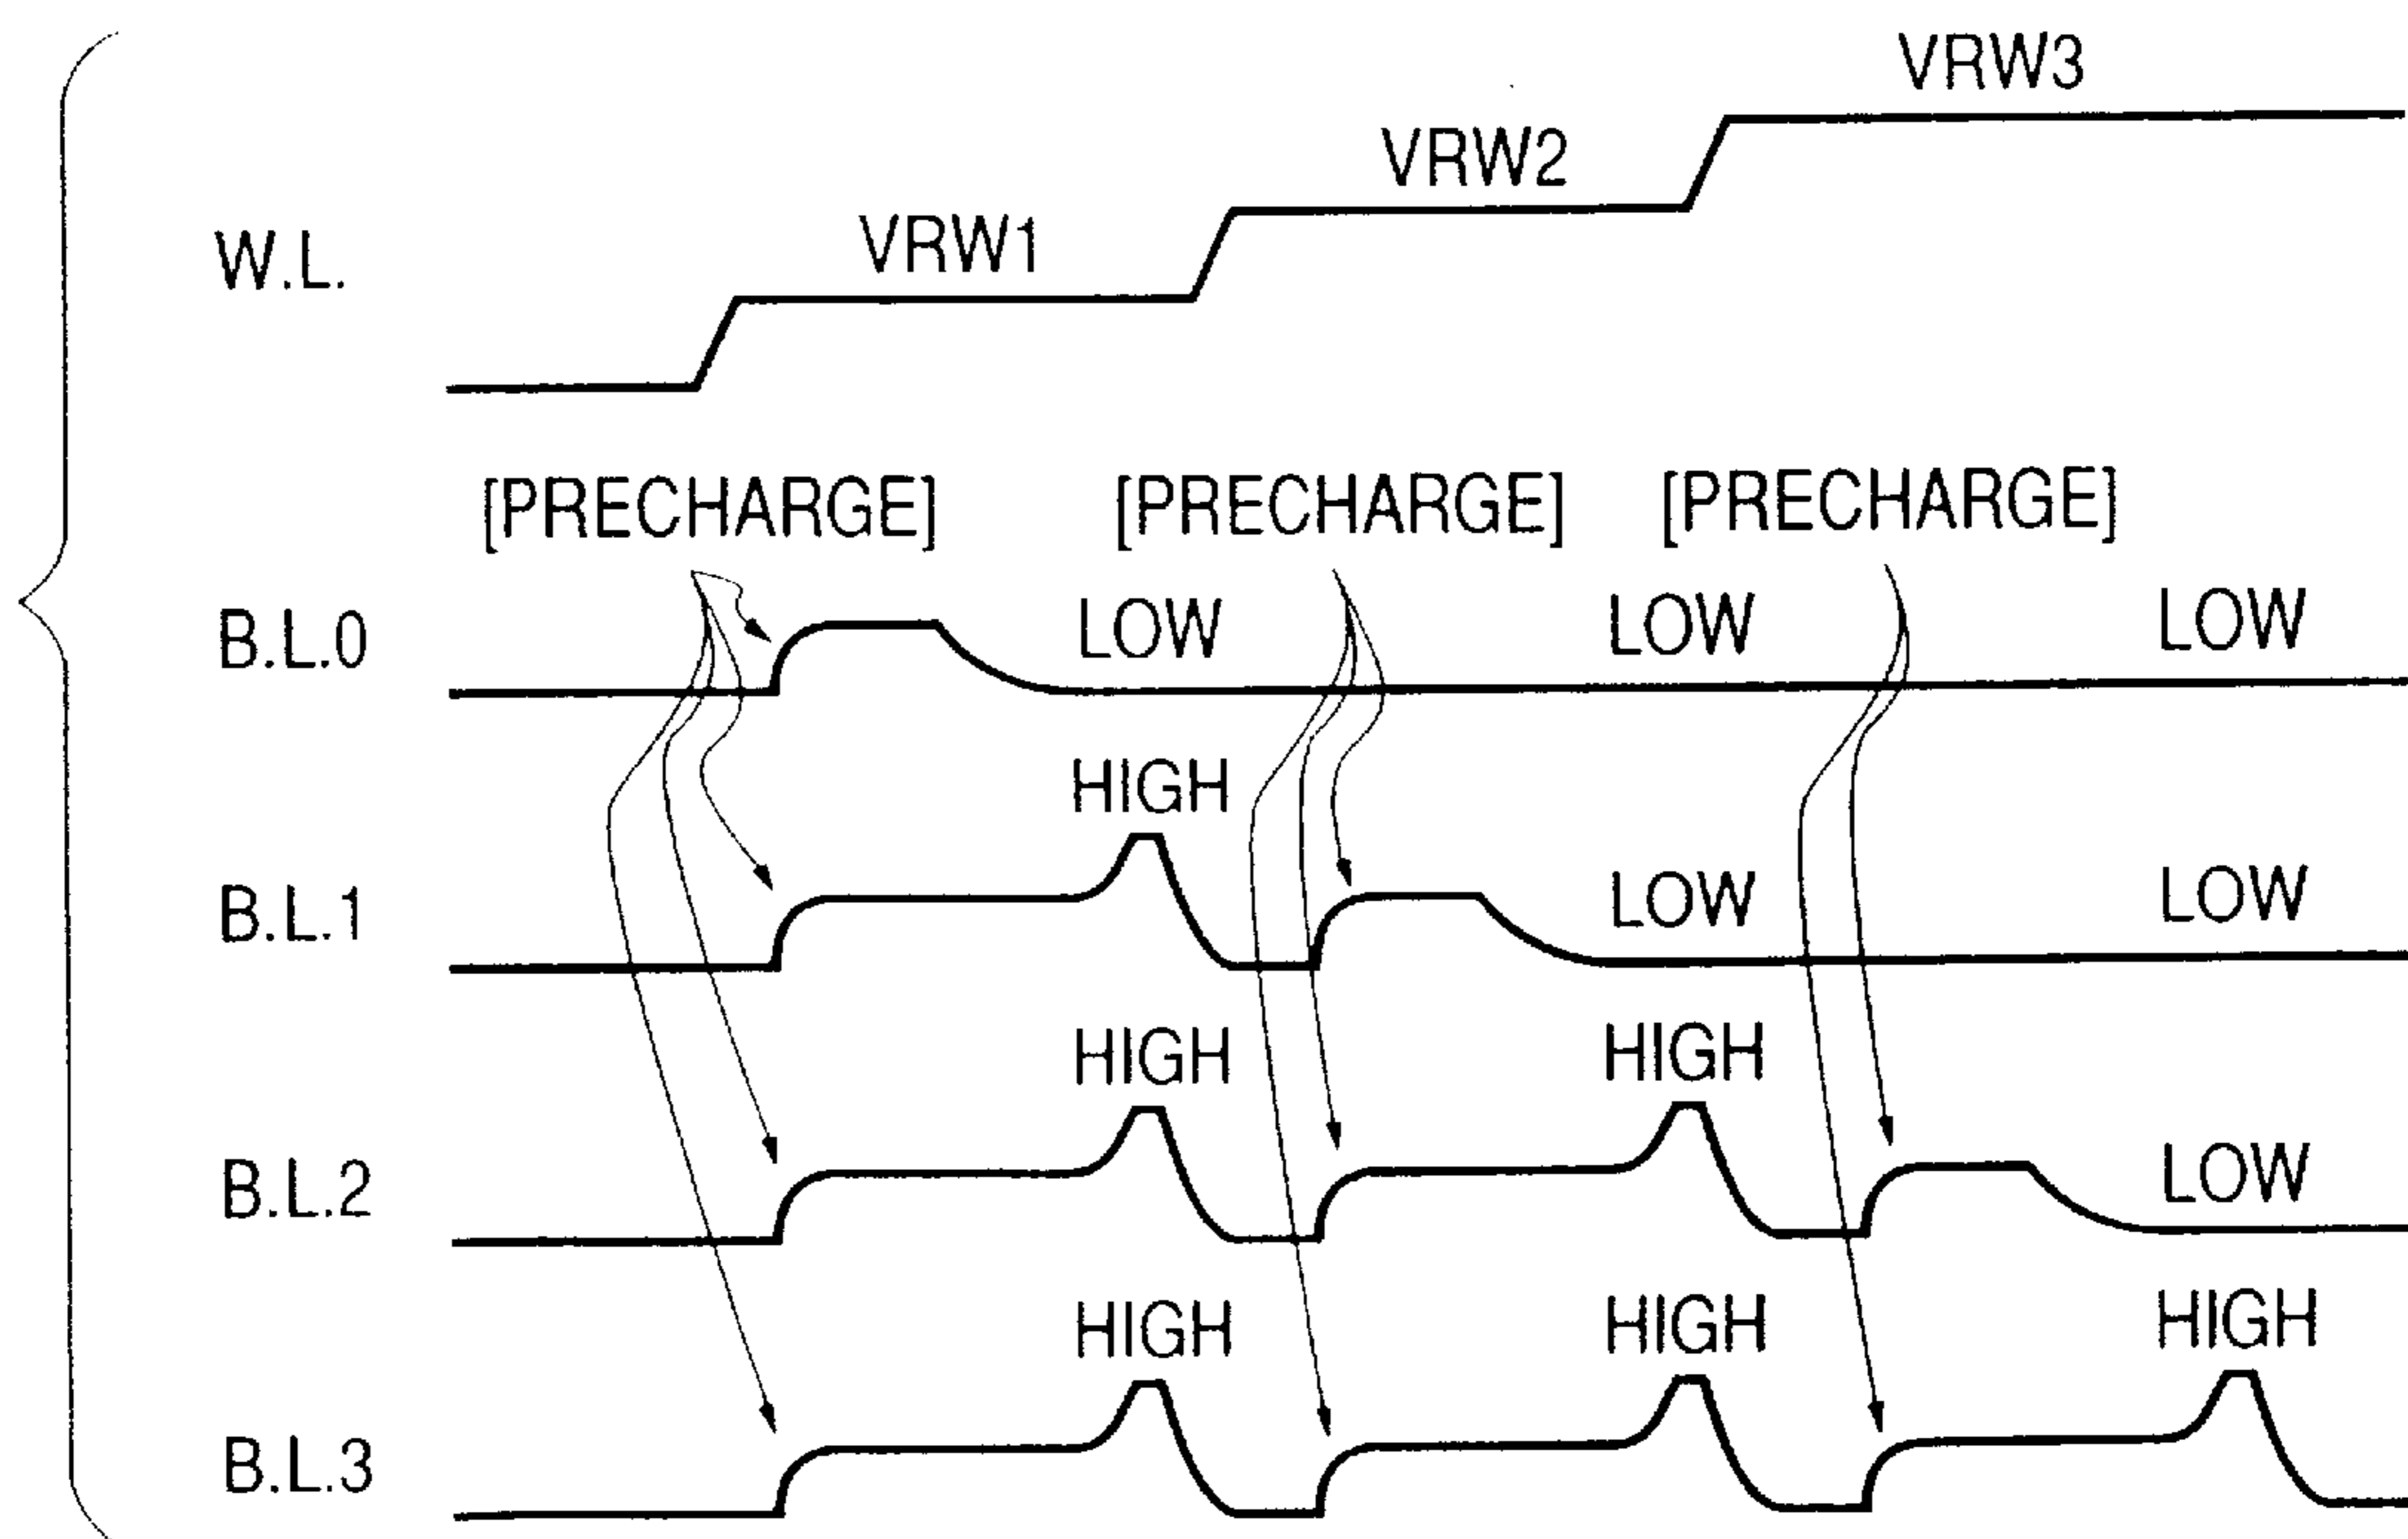 VRW3
VRW2
VRW1
W.L.
[PRECHARGE] [PRECHARGE] [PRECHARGE]
B.L.0 LOW LOW LOW
HIGH
B.L.1 LOW LOW
HIGH HIGH
B.L.2 LOW
HIGH HIGH HIGH
B.L.3